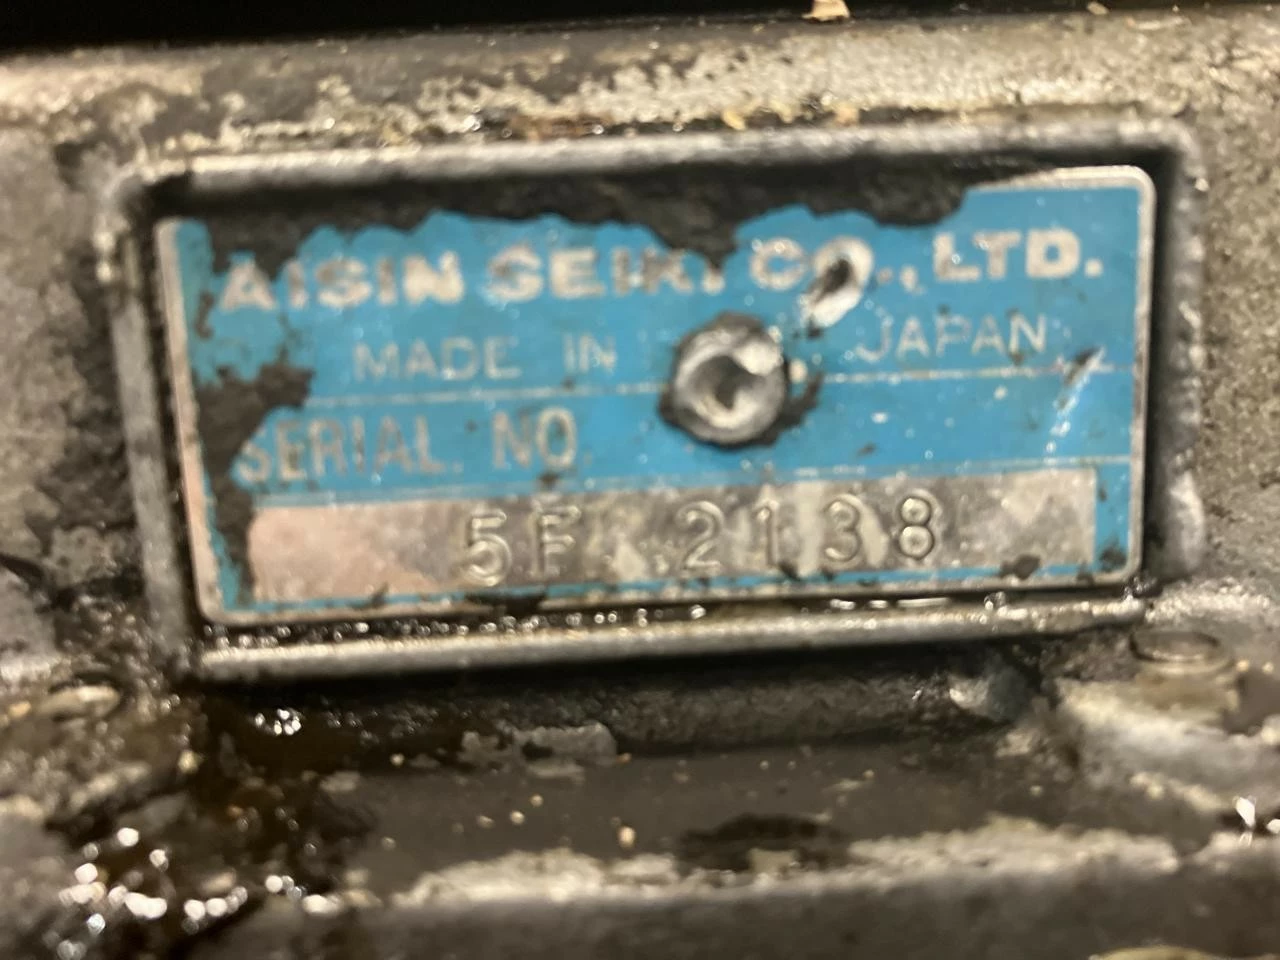 AISIN SEIKI CO., LTD.
MADE IN JAPAN
SERIAL NO.
5F 2138